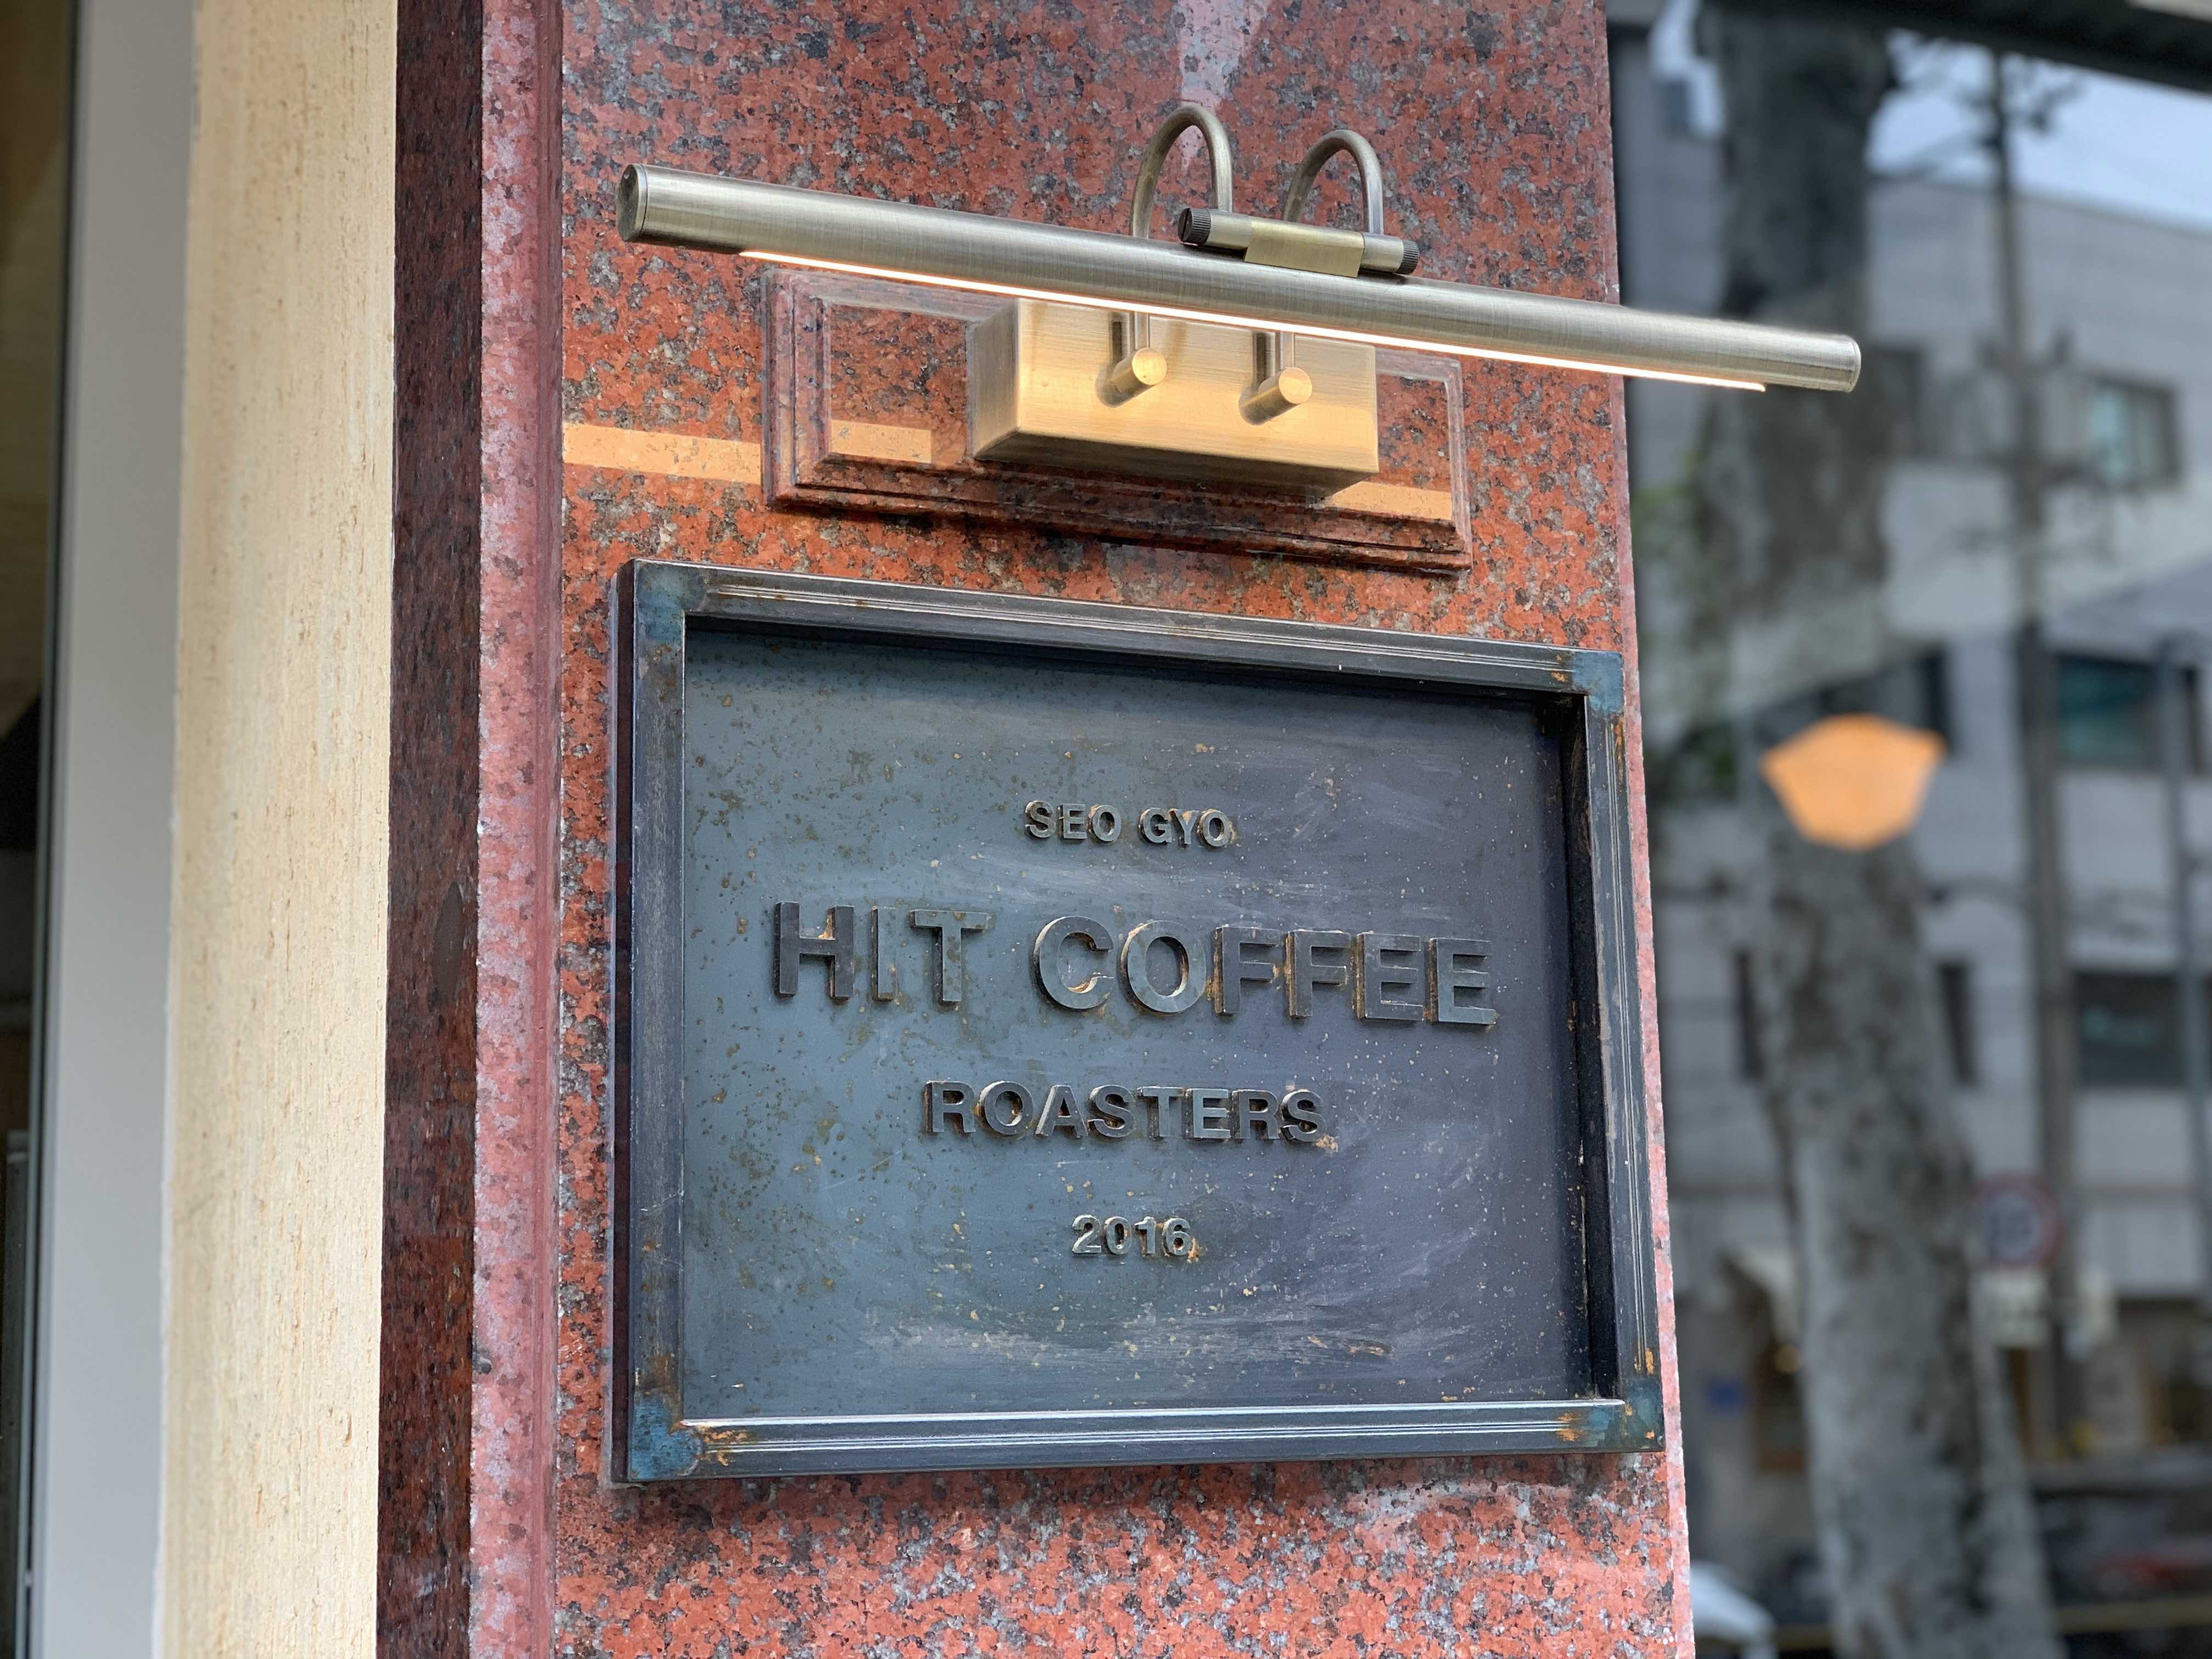 SEO GYO
HIT COFFEE
ROASTERS
2016